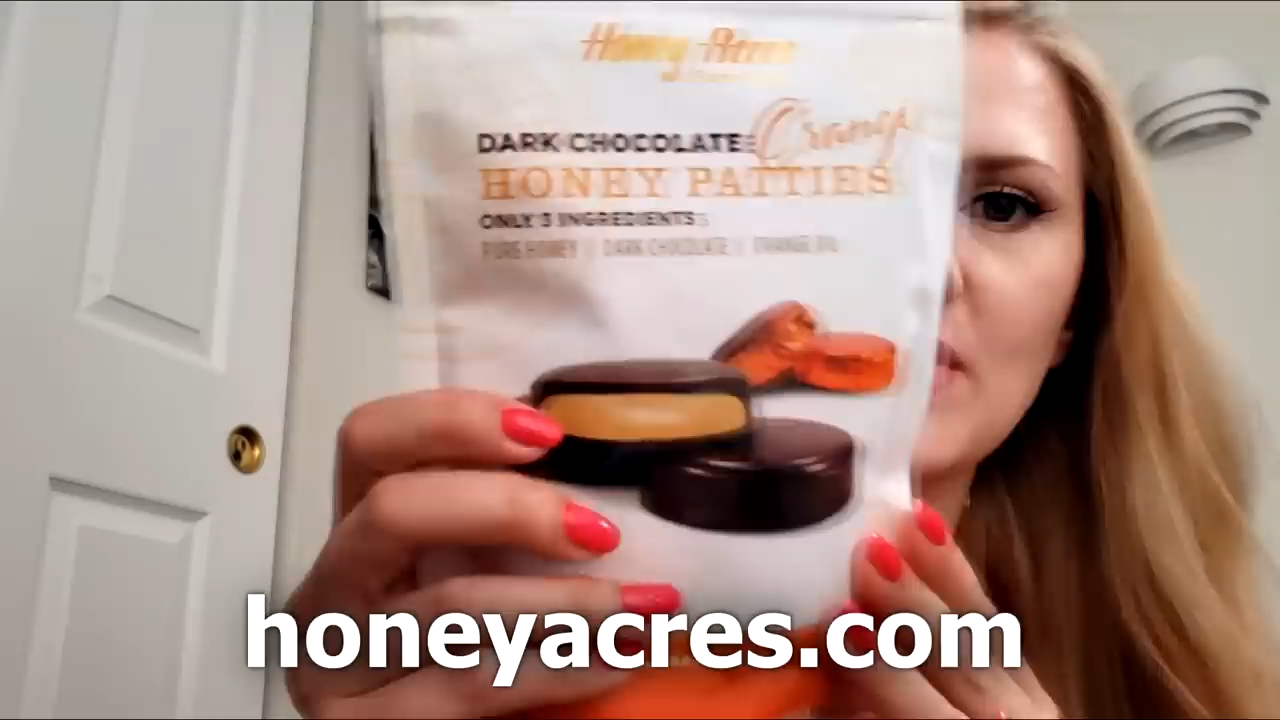 Honey Acres
DARK CHOCOLATE Orange
HONEY PATTIES
ONLY 3 INGREDIENTS
PURE HONEY | DARK CHOCOLATE | ORANGE OIL
honeyacres.com